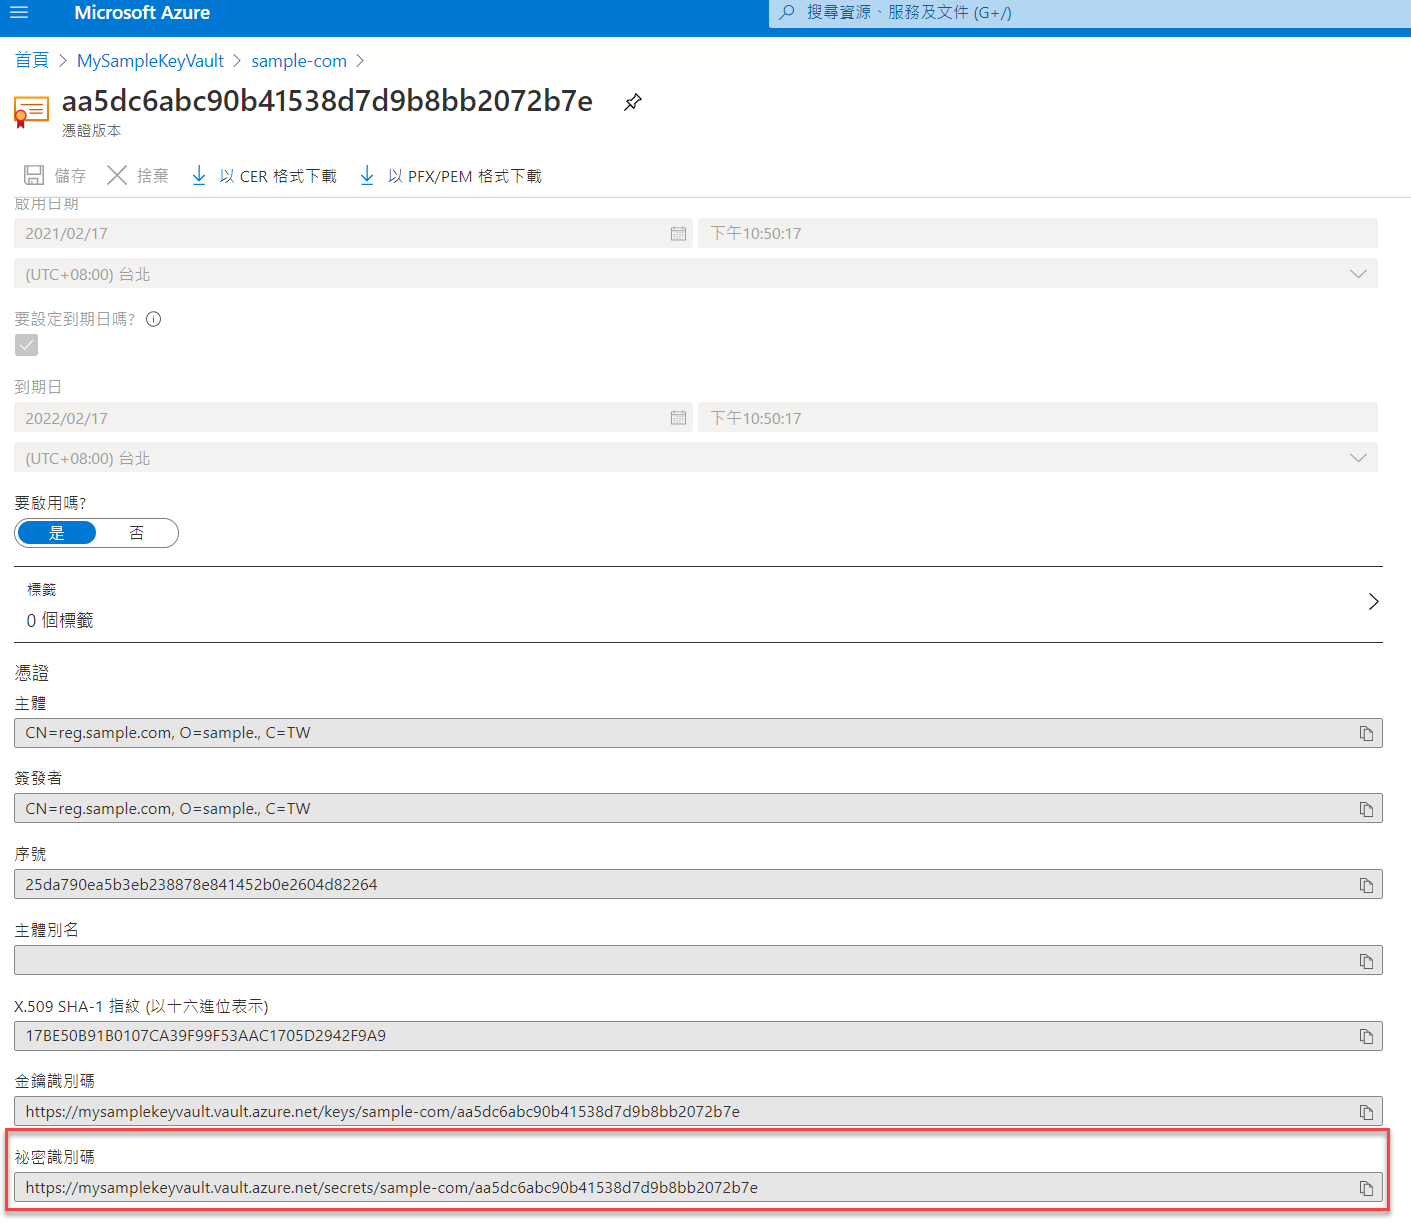 Microsoft Azure
搜尋資源、服務及文件 (G+/)
首頁 > MySampleKeyVault > sample-com >
aa5dc6abc90b41538d7d9b8bb2072b7e
憑證版本
儲存 捨棄 以 CER 格式下載 以 PFX/PEM 格式下載
啟用日期
2021/02/17 下午10:50:17
(UTC+08:00) 台北
要設定到期日嗎?
到期日
2022/02/17 下午10:50:17
(UTC+08:00) 台北
要啟用嗎?
是 否
標籤
0 個標籤
憑證
主體
CN=reg.sample.com, O=sample., C=TW
簽發者
CN=reg.sample.com, O=sample., C=TW
序號
25da790ea5b3eb238878e841452b0e2604d82264
主體別名
X.509 SHA-1 指紋 (以十六進位表示)
17BE50B91B0107CA39F99F53AAC1705D2942F9A9
金鑰識別碼
https://mysamplekeyvault.vault.azure.net/keys/sample-com/aa5dc6abc90b41538d7d9b8bb2072b7e
祕密識別碼
https://mysamplekeyvault.vault.azure.net/secrets/sample-com/aa5dc6abc90b41538d7d9b8bb2072b7e